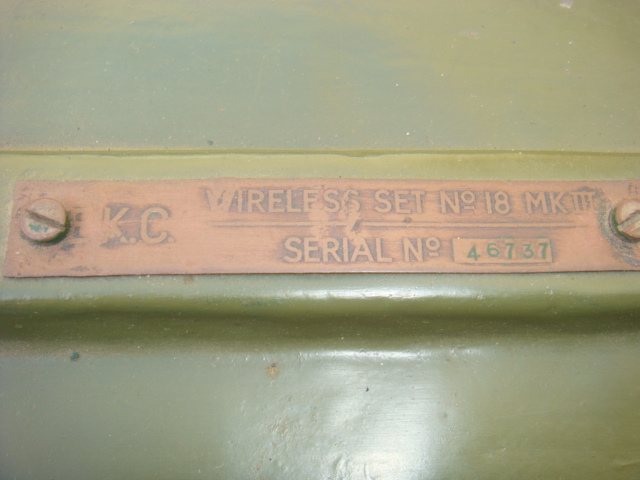 K.C. WIRELESS SET No 18 MK III
SERIAL No 46737